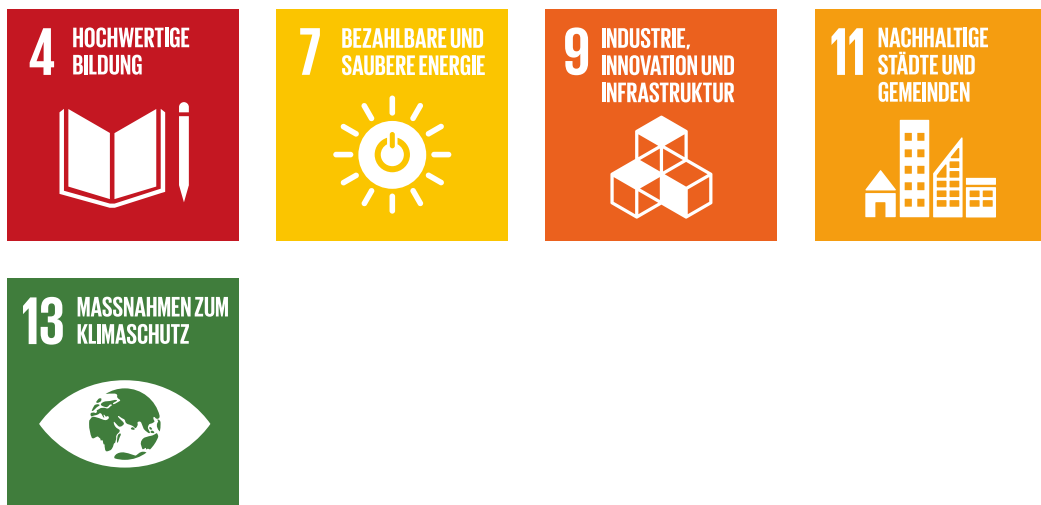 4 HOCHWERTIGE
BILDUNG
7 BEZAHLBARE UND
SAUBERE ENERGIE
9 INDUSTRIE,
INNOVATION UND
INFRASTRUKTUR
11 NACHHALTIGE
STÄDTE UND
GEMEINDEN
13 MASSNAHMEN ZUM
KLIMASCHUTZ